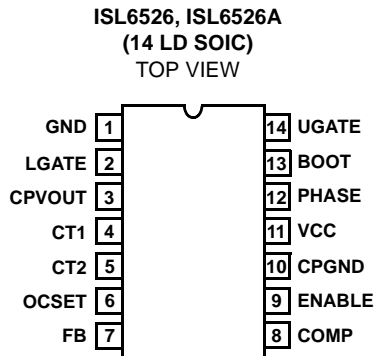 ISL6526, ISL6526A
(14 LD SOIC)
TOP VIEW
GND 1 14 UGATE
LGATE 2 13 BOOT
CPVOUT 3 12 PHASE
CT1 4 11 VCC
CT2 5 10 CPGND
OCSET 6 9 ENABLE
FB 7 8 COMP